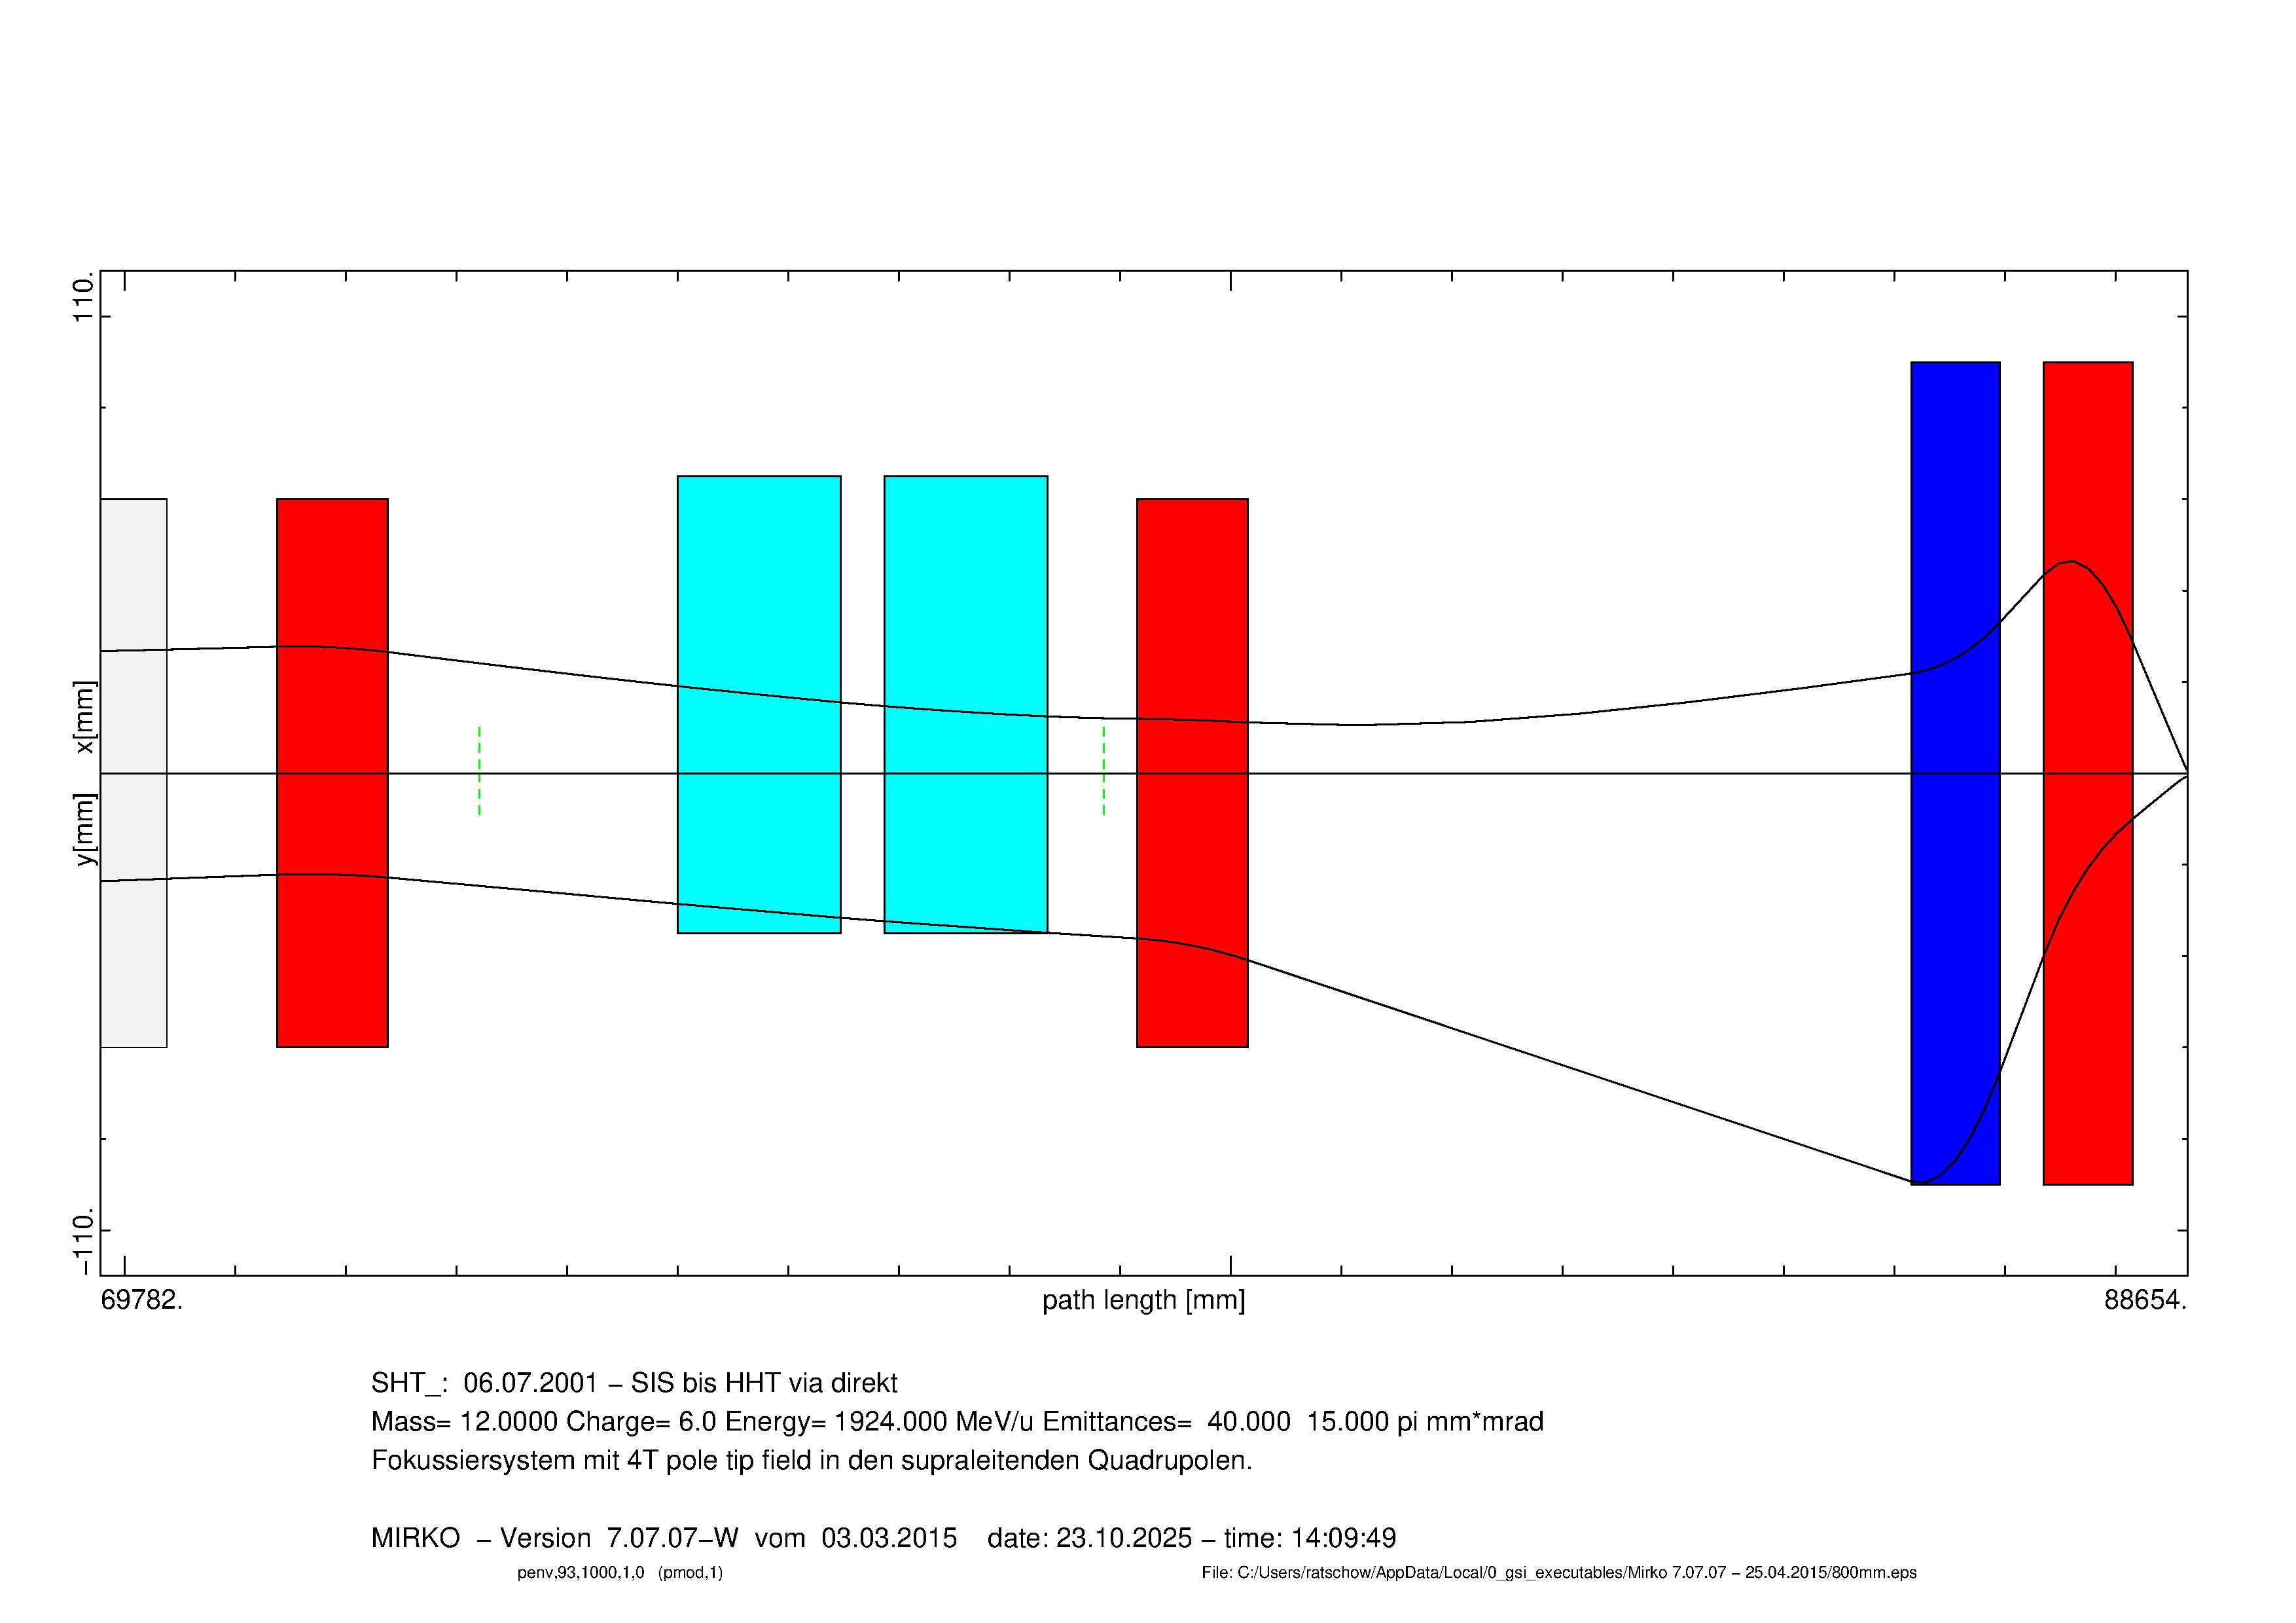 110.
x[mm]
y[mm]
−110.
69782.
path length [mm]
88654.
SHT_: 06.07.2001 − SIS bis HHT via direkt
Mass= 12.0000 Charge= 6.0 Energy= 1924.000 MeV/u Emittances= 40.000 15.000 pi mm*mrad
Fokussiersystem mit 4T pole tip field in den supraleitenden Quadrupolen.
MIRKO − Version 7.07.07−W vom 03.03.2015 date: 23.10.2025 − time: 14:09:49
penv,93,1000,1,0 (pmod,1)
File: C:/Users/ratschow/AppData/Local/0_gsi_executables/Mirko 7.07.07 − 25.04.2015/800mm.eps